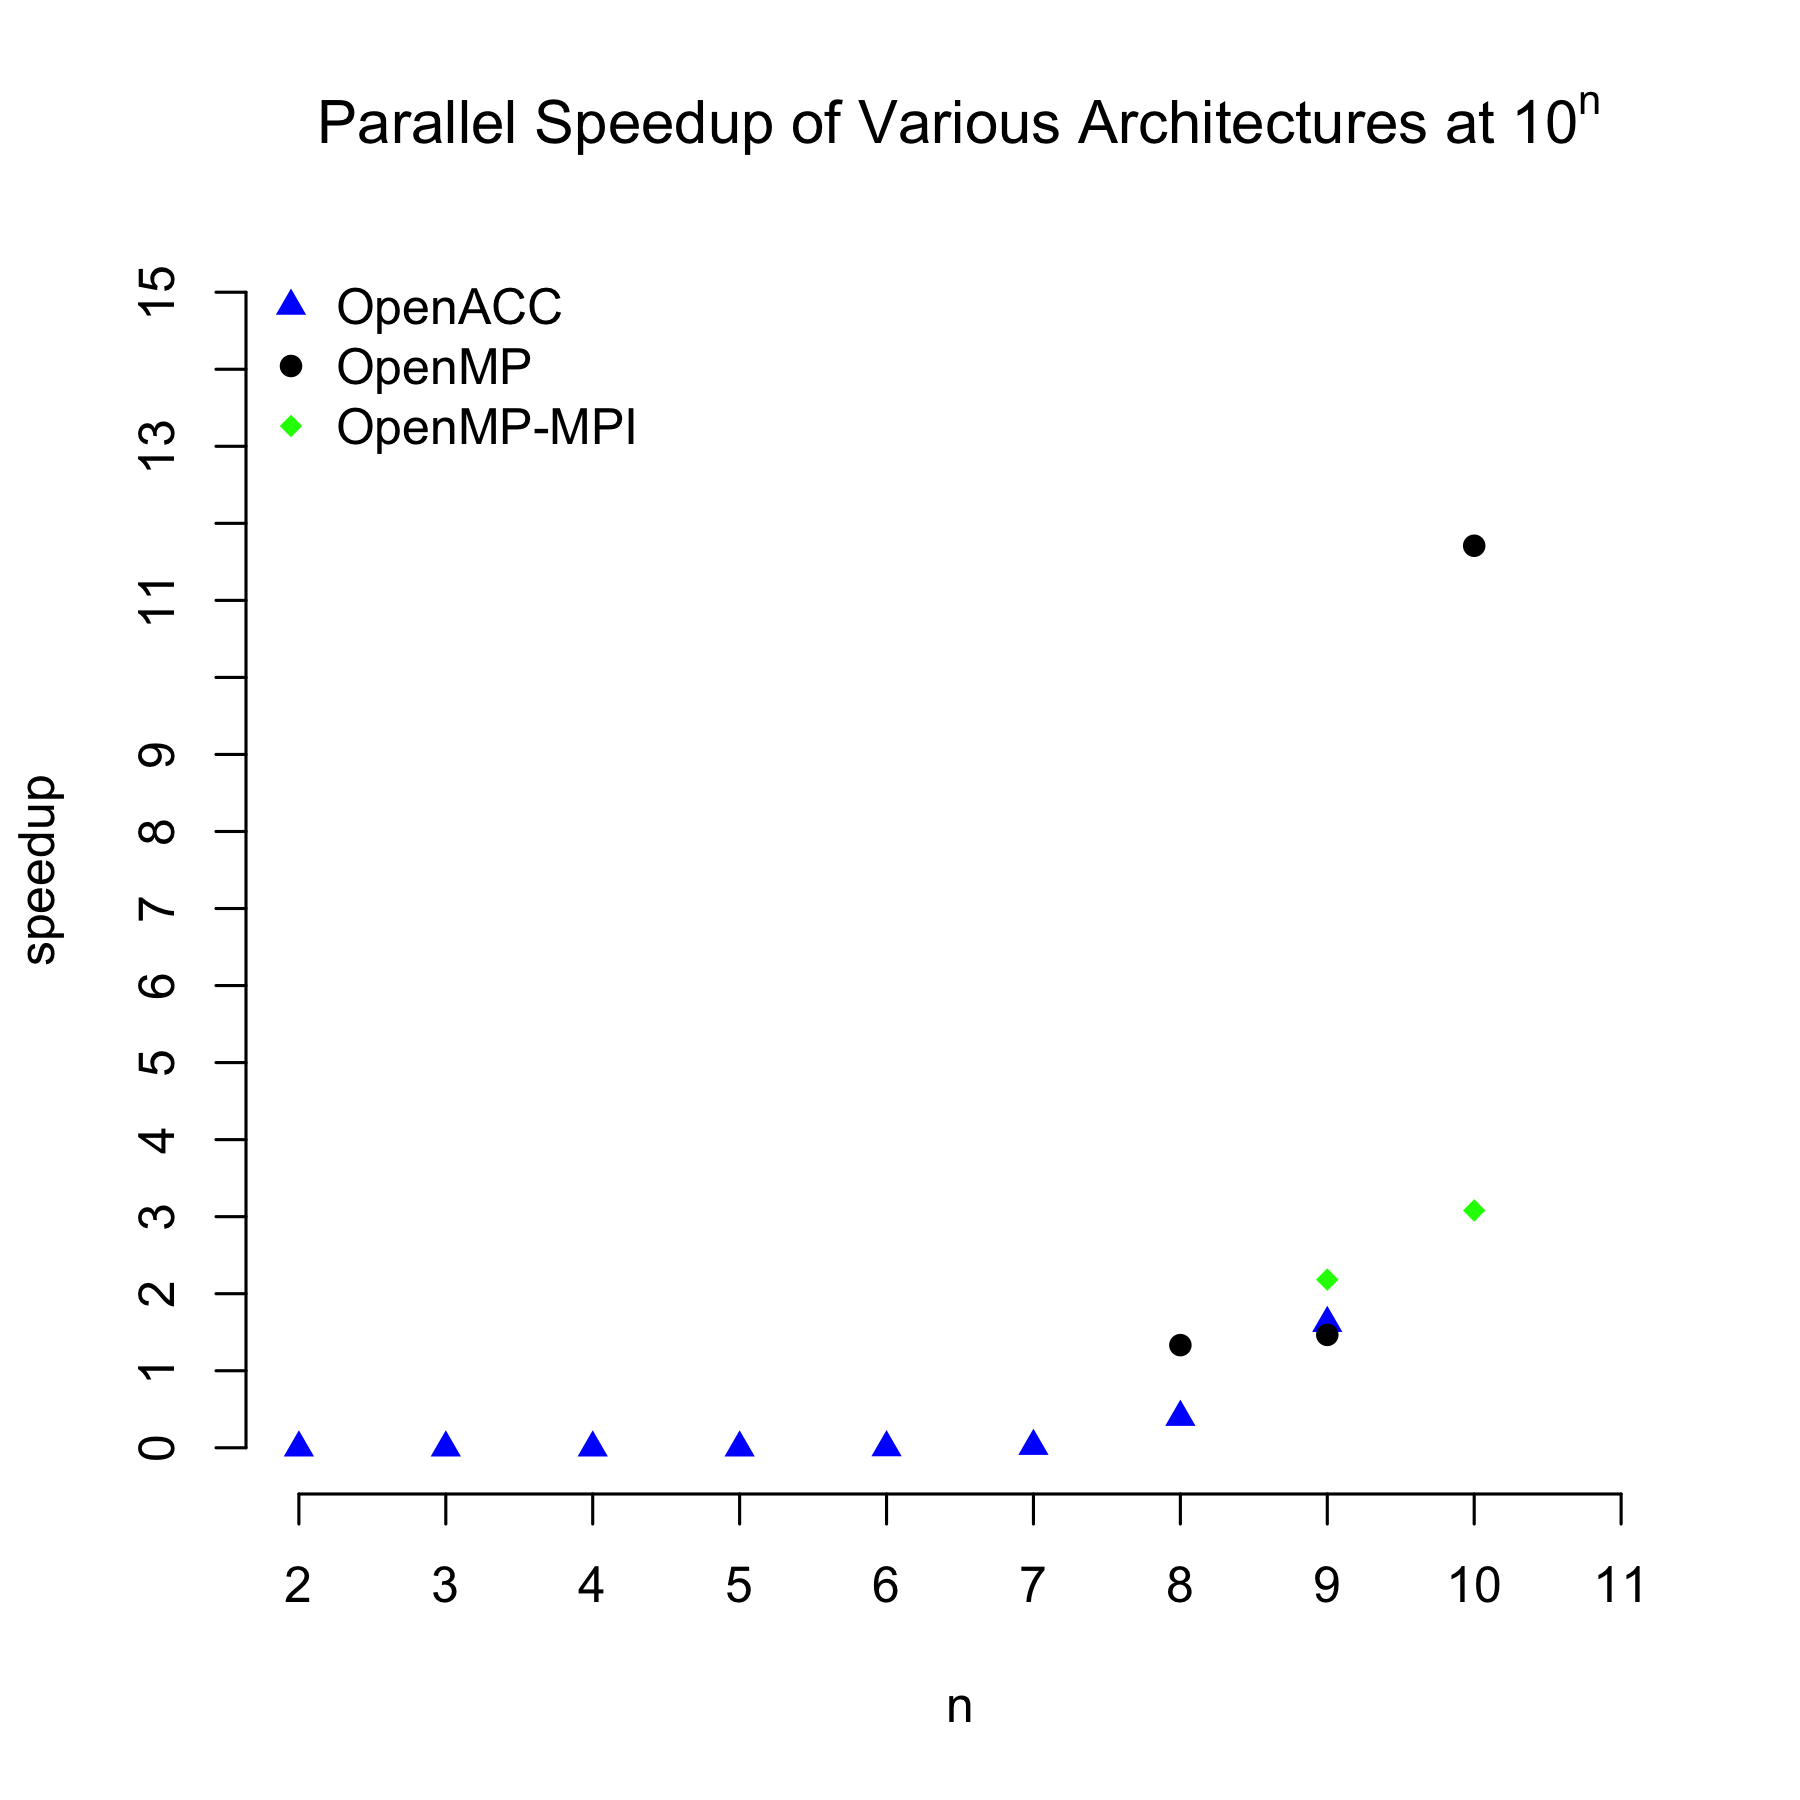 Parallel Speedup of Various Architectures at 10^n
OpenACC
OpenMP
OpenMP-MPI
15
13
11
9
8
7
6
5
4
3
2
1
0
speedup
2 3 4 5 6 7 8 9 10 11
n